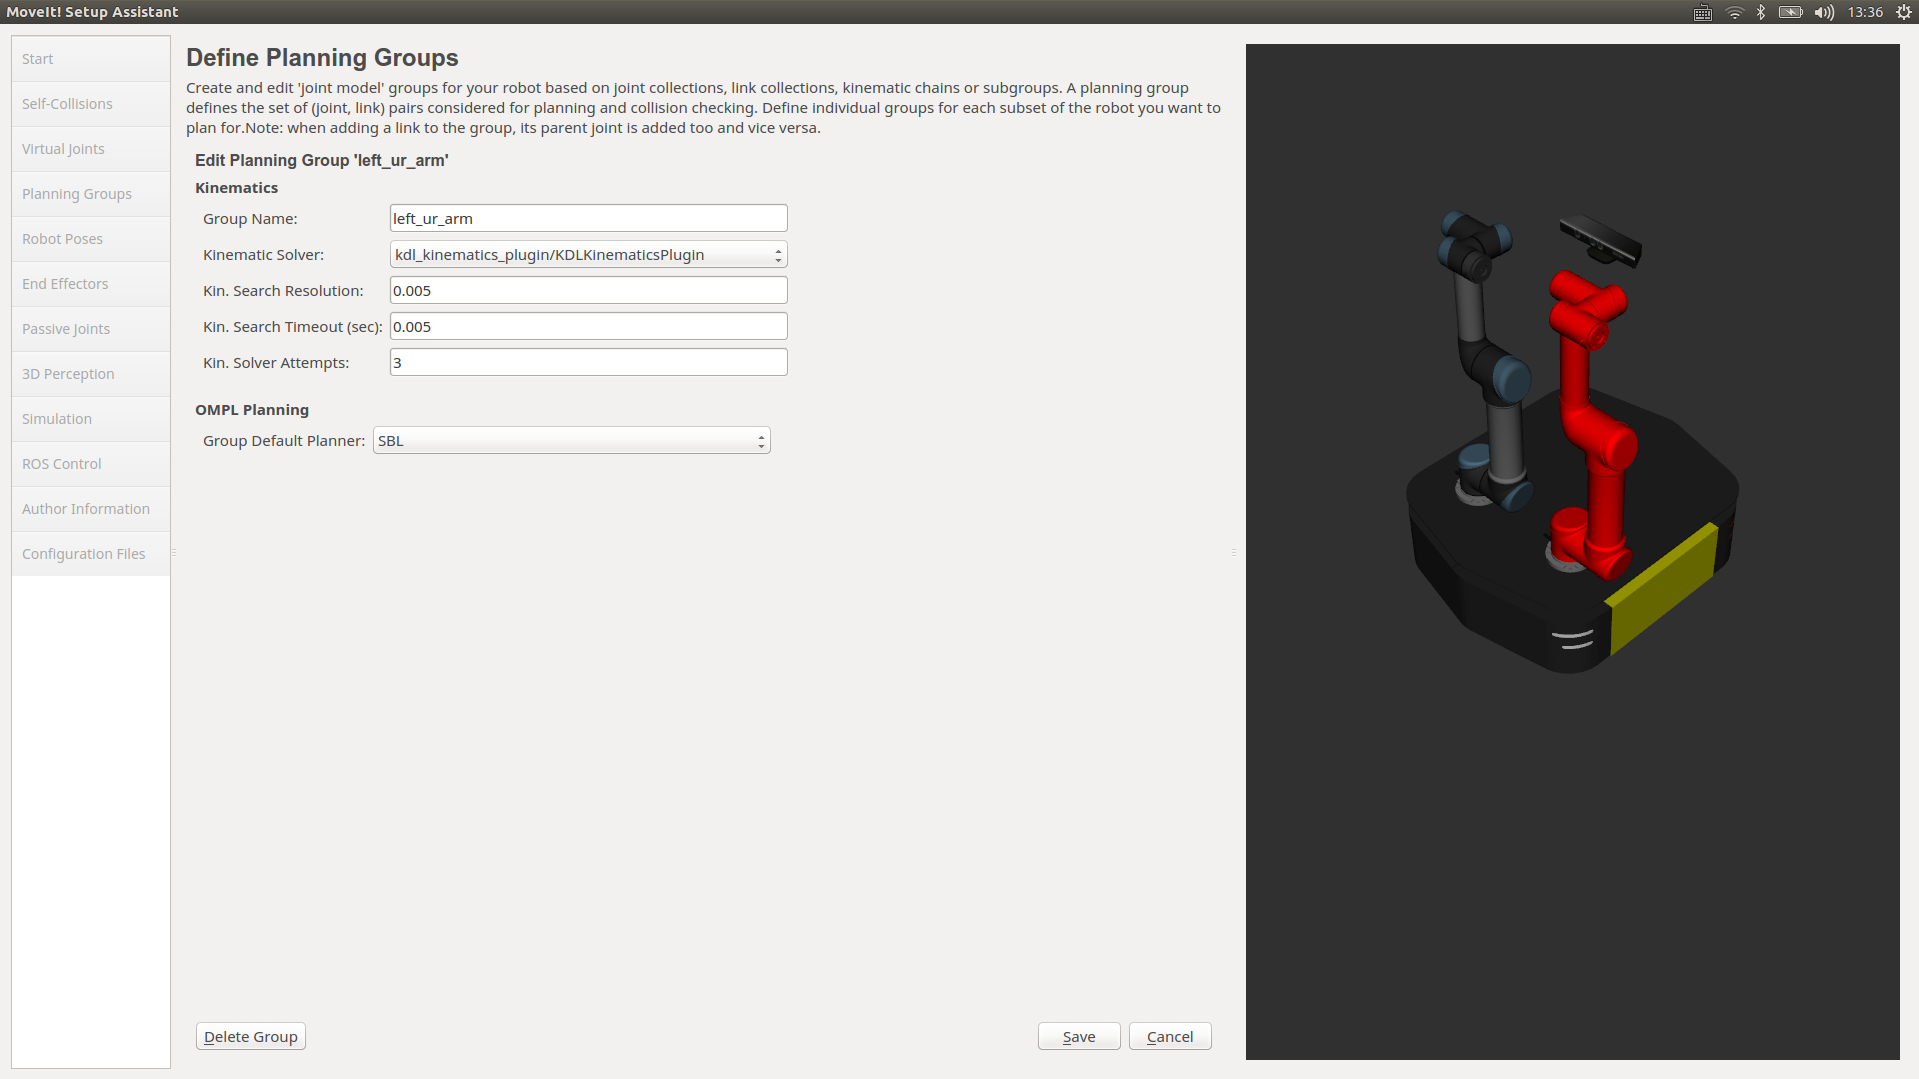 MoveIt! Setup Assistant
13:36
Start
Self-Collisions
Virtual Joints
Planning Groups
Robot Poses
End Effectors
Passive Joints
3D Perception
Simulation
ROS Control
Author Information
Configuration Files
Define Planning Groups
Create and edit 'joint model' groups for your robot based on joint collections, link collections, kinematic chains or subgroups. A planning group
defines the set of (joint, link) pairs considered for planning and collision checking. Define individual groups for each subset of the robot you want to
plan for.Note: when adding a link to the group, its parent joint is added too and vice versa.
Edit Planning Group 'left_ur_arm'
Kinematics
Group Name: left_ur_arm
Kinematic Solver: kdl_kinematics_plugin/KDLKinematicsPlugin
Kin. Search Resolution: 0.005
Kin. Search Timeout (sec): 0.005
Kin. Solver Attempts: 3
OMPL Planning
Group Default Planner: SBL
Delete Group Save Cancel